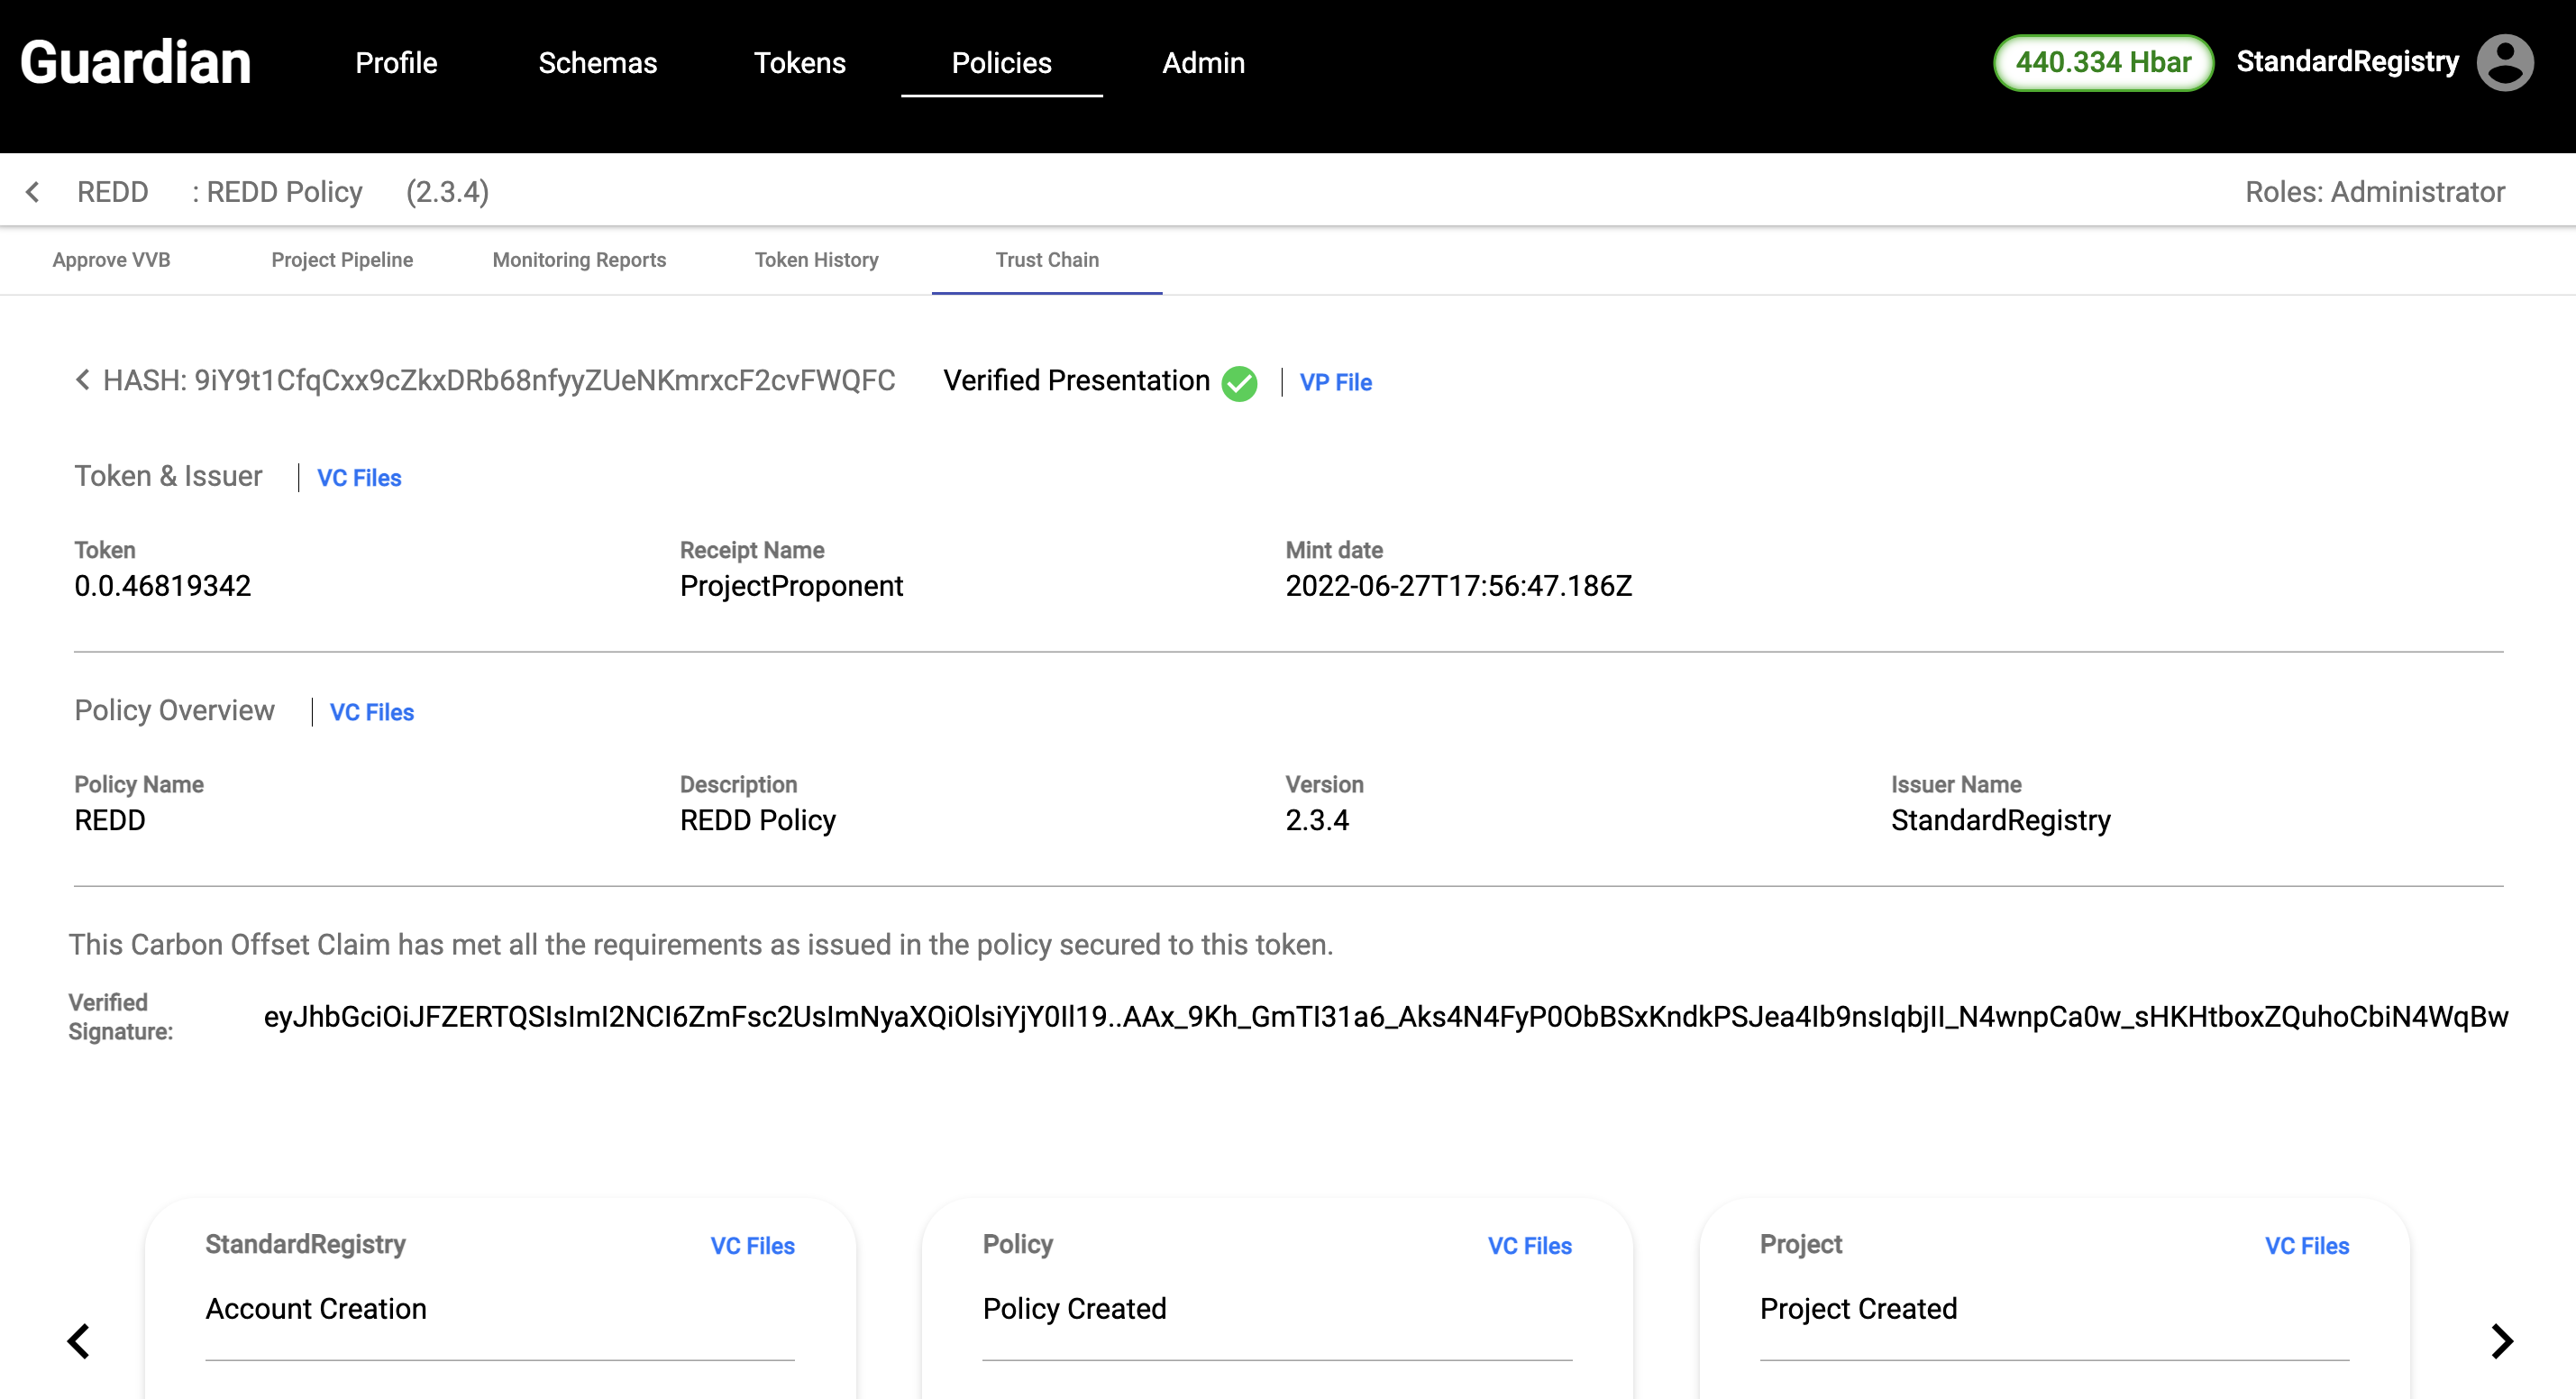 Guardian Profile Schemas Tokens Policies Admin 440.334 Hbar StandardRegistry
REDD : REDD Policy (2.3.4) Roles: Administrator
Approve VVB Project Pipeline Monitoring Reports Token History Trust Chain
HASH: 9iY9t1CfqCxx9cZkxDRb68nfyyZUeNKmrxcF2cvFWQFC Verified Presentation VP File
Token & Issuer VC Files
Token Receipt Name Mint date
0.0.46819342 ProjectProponent 2022-06-27T17:56:47.186Z
Policy Overview VC Files
Policy Name Description Version Issuer Name
REDD REDD Policy 2.3.4 StandardRegistry
This Carbon Offset Claim has met all the requirements as issued in the policy secured to this token.
Verified
Signature: eyJhbGciOiJFZERTQSIsImI2NCI6ZmFsc2UsImNyaXQiOlsiYjY0Il19..AAx_9Kh_GmTI31a6_Aks4N4FyP0ObBSxKndkPSJea4Ib9nsIqbjII_N4wnpCa0w_sHKHtboxZQuhoCbiN4WqBw
StandardRegistry VC Files Policy VC Files Project VC Files
Account Creation Policy Created Project Created